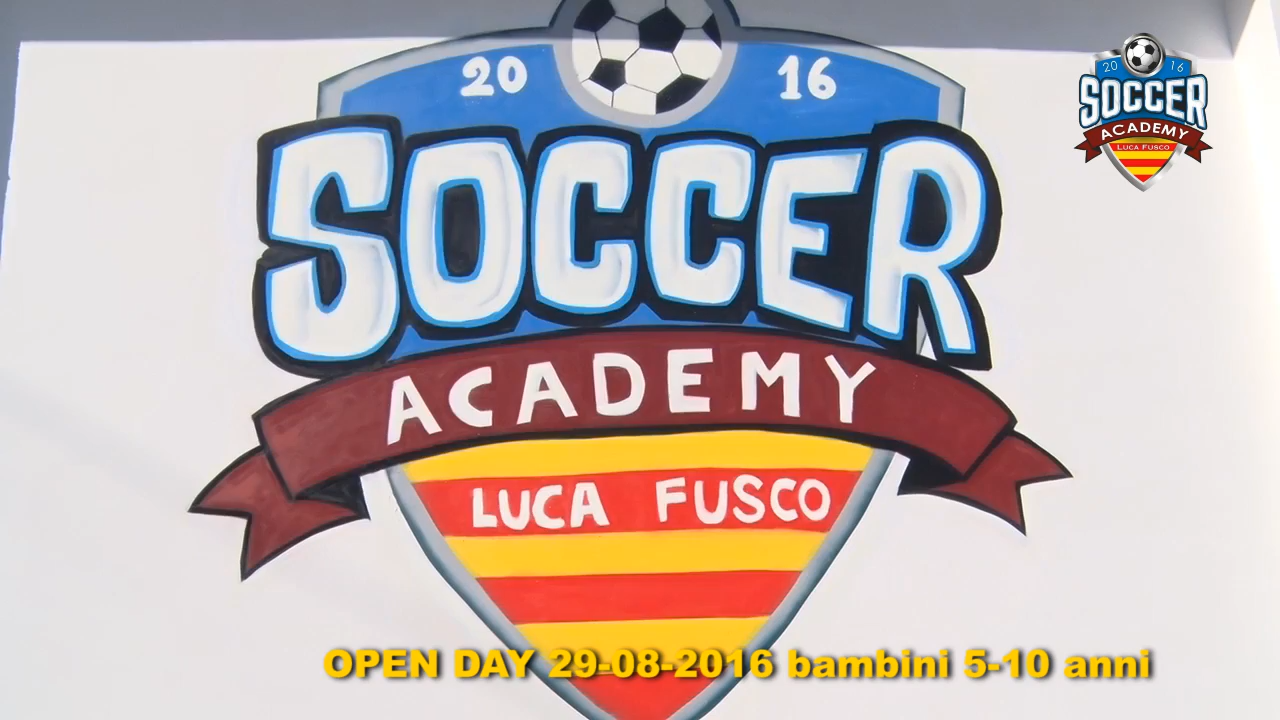 20 16
SOCCER
ACADEMY
LUCA FUSCO
20 16
SOCCER
ACADEMY
LUCA FUSCO
OPEN DAY 29-08-2016 bambini 5-10 anni